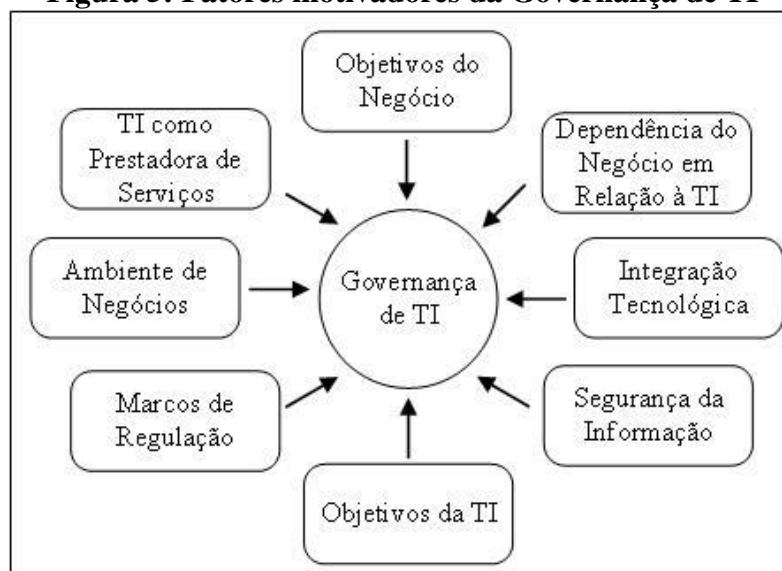 Figura 3: Fatores motivadores da Governança de TI
Objetivos do
Negócio
TI como
Prestadora de
Serviços
Dependência do
Negócio em
Relação à TI
Ambiente de
Negócios
Governança
de TI
Integração
Tecnológica
Marcos de
Regulação
Segurança da
Informação
Objetivos da TI